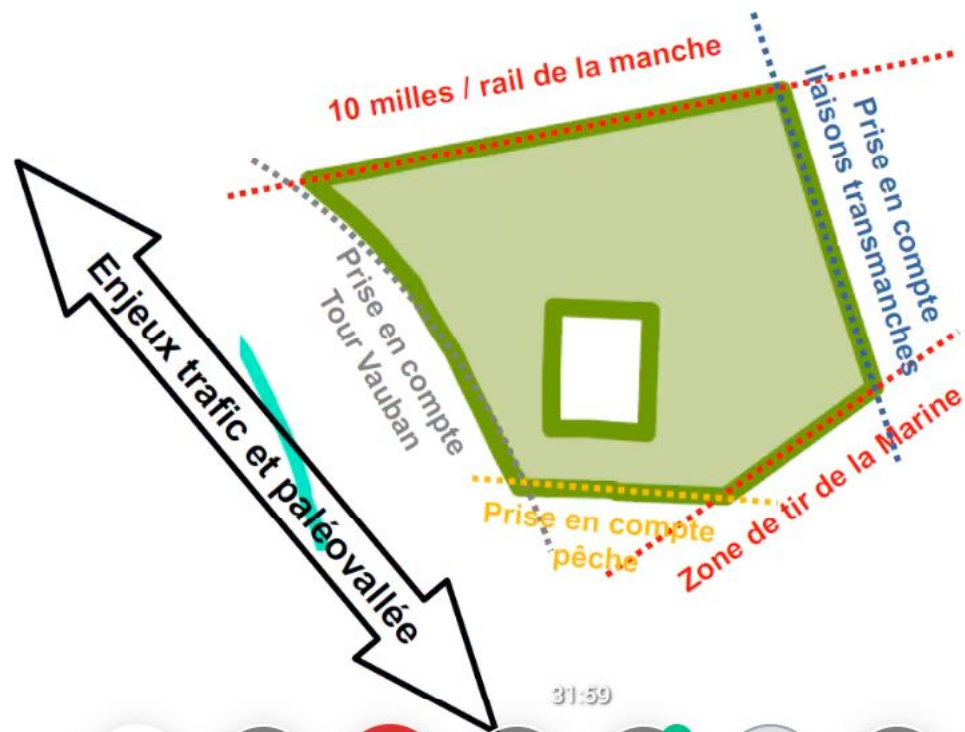 10 milles / rail de la manche
Prise en compte
liaisons transmanches
Prise en compte
Tour Vauban
Enjeux trafic et paléovallée
Prise en compte
pêche
Zone de tir de la Marine
31:59